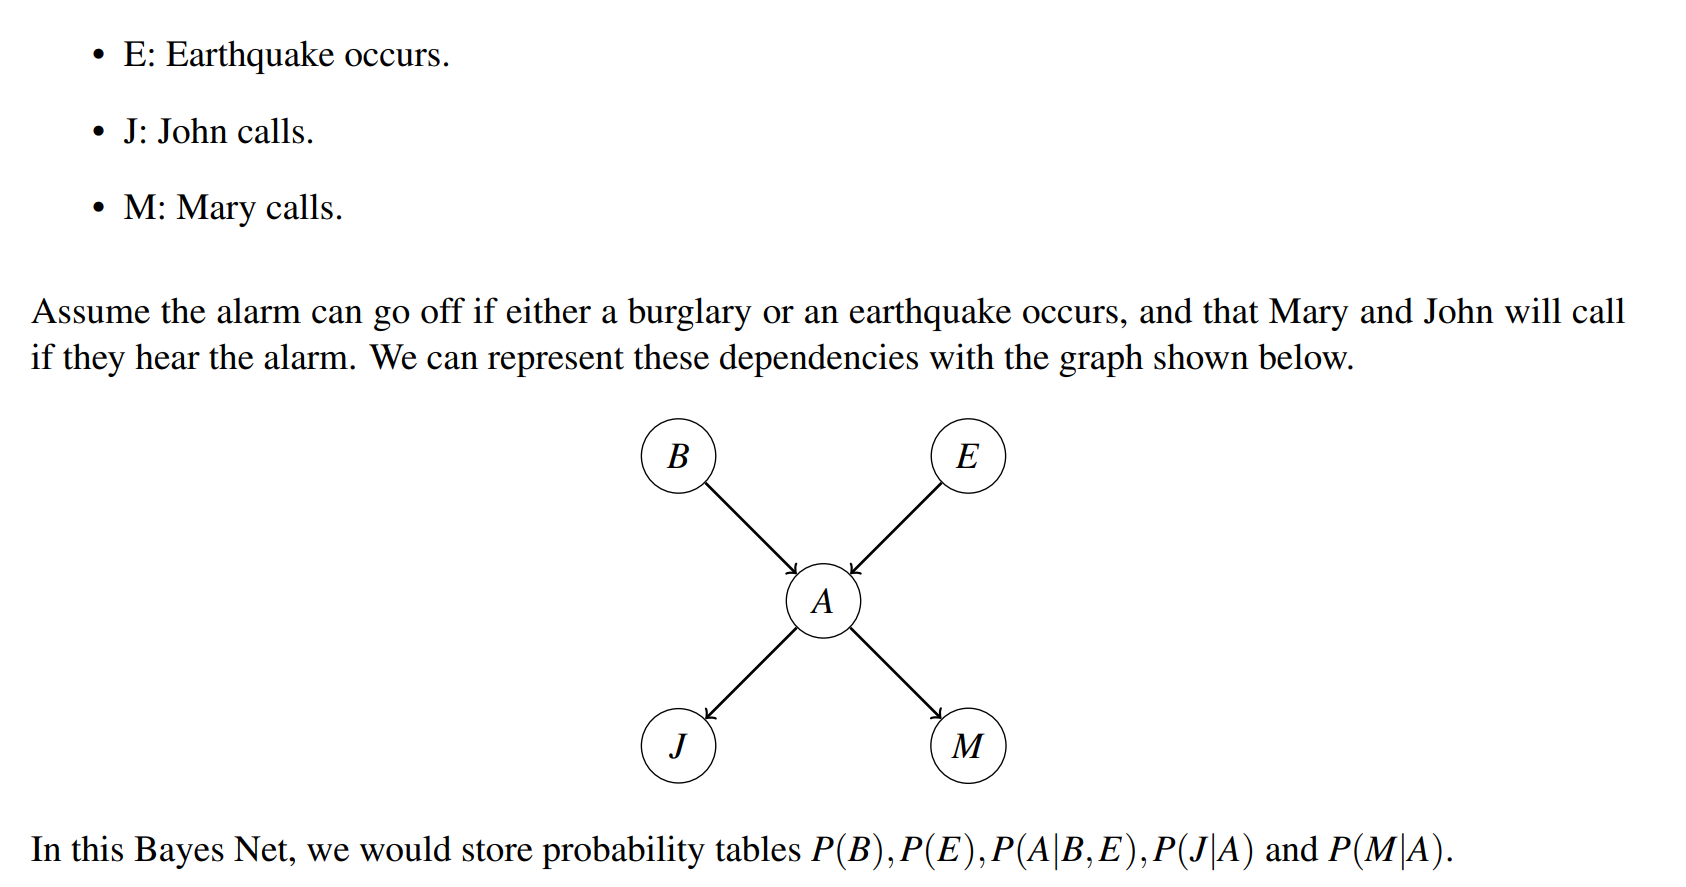 • E: Earthquake occurs.
• J: John calls.
• M: Mary calls.
Assume the alarm can go off if either a burglary or an earthquake occurs, and that Mary and John will call
if they hear the alarm. We can represent these dependencies with the graph shown below.
B
E
A
J
M
In this Bayes Net, we would store probability tables P(B),P(E),P(A|B,E),P(J|A) and P(M|A).